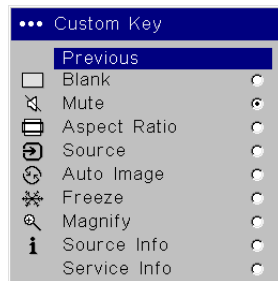 ••• Custom Key
Previous
Blank
Mute
Aspect Ratio
Source
Auto Image
Freeze
Magnify
Source Info
Service Info